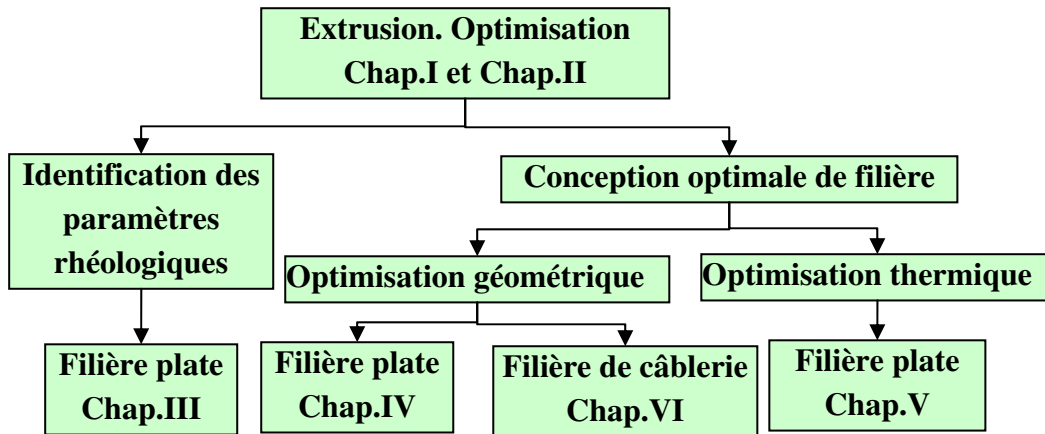 Extrusion. Optimisation
Chap.I et Chap.II
Identification des
paramètres
rhéologiques
Conception optimale de filière
Optimisation géométrique
Optimisation thermique
Filière plate
Chap.III
Filière plate
Chap.IV
Filière de câblerie
Chap.VI
Filière plate
Chap.V